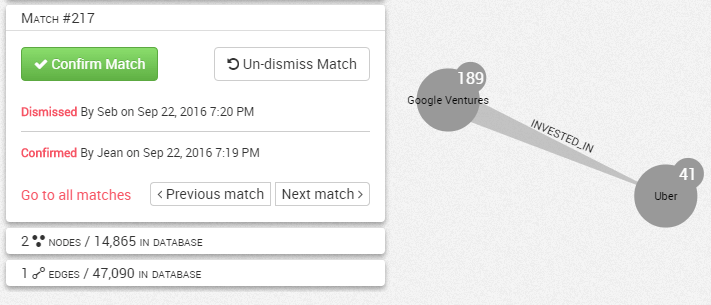 Match #217
Confirm Match
Un-dismiss Match
Dismissed By Seb on Sep 22, 2016 7:20 PM
Confirmed By Jean on Sep 22, 2016 7:19 PM
Go to all matches
‹ Previous match
Next match ›
2 nodes / 14,865 in database
1 edges / 47,090 in database
189
Google Ventures
INVESTED_IN
41
Uber